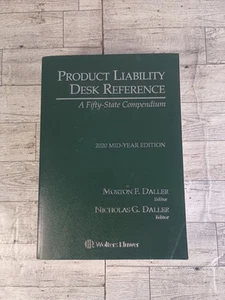 PRODUCT LIABILITY
DESK REFERENCE
A Fifty-State Compendium
2020 MID-YEAR EDITION
MORTON F. DALLER
Editor
NICHOLAS G. DALLER
Editor
Wolters Kluwer